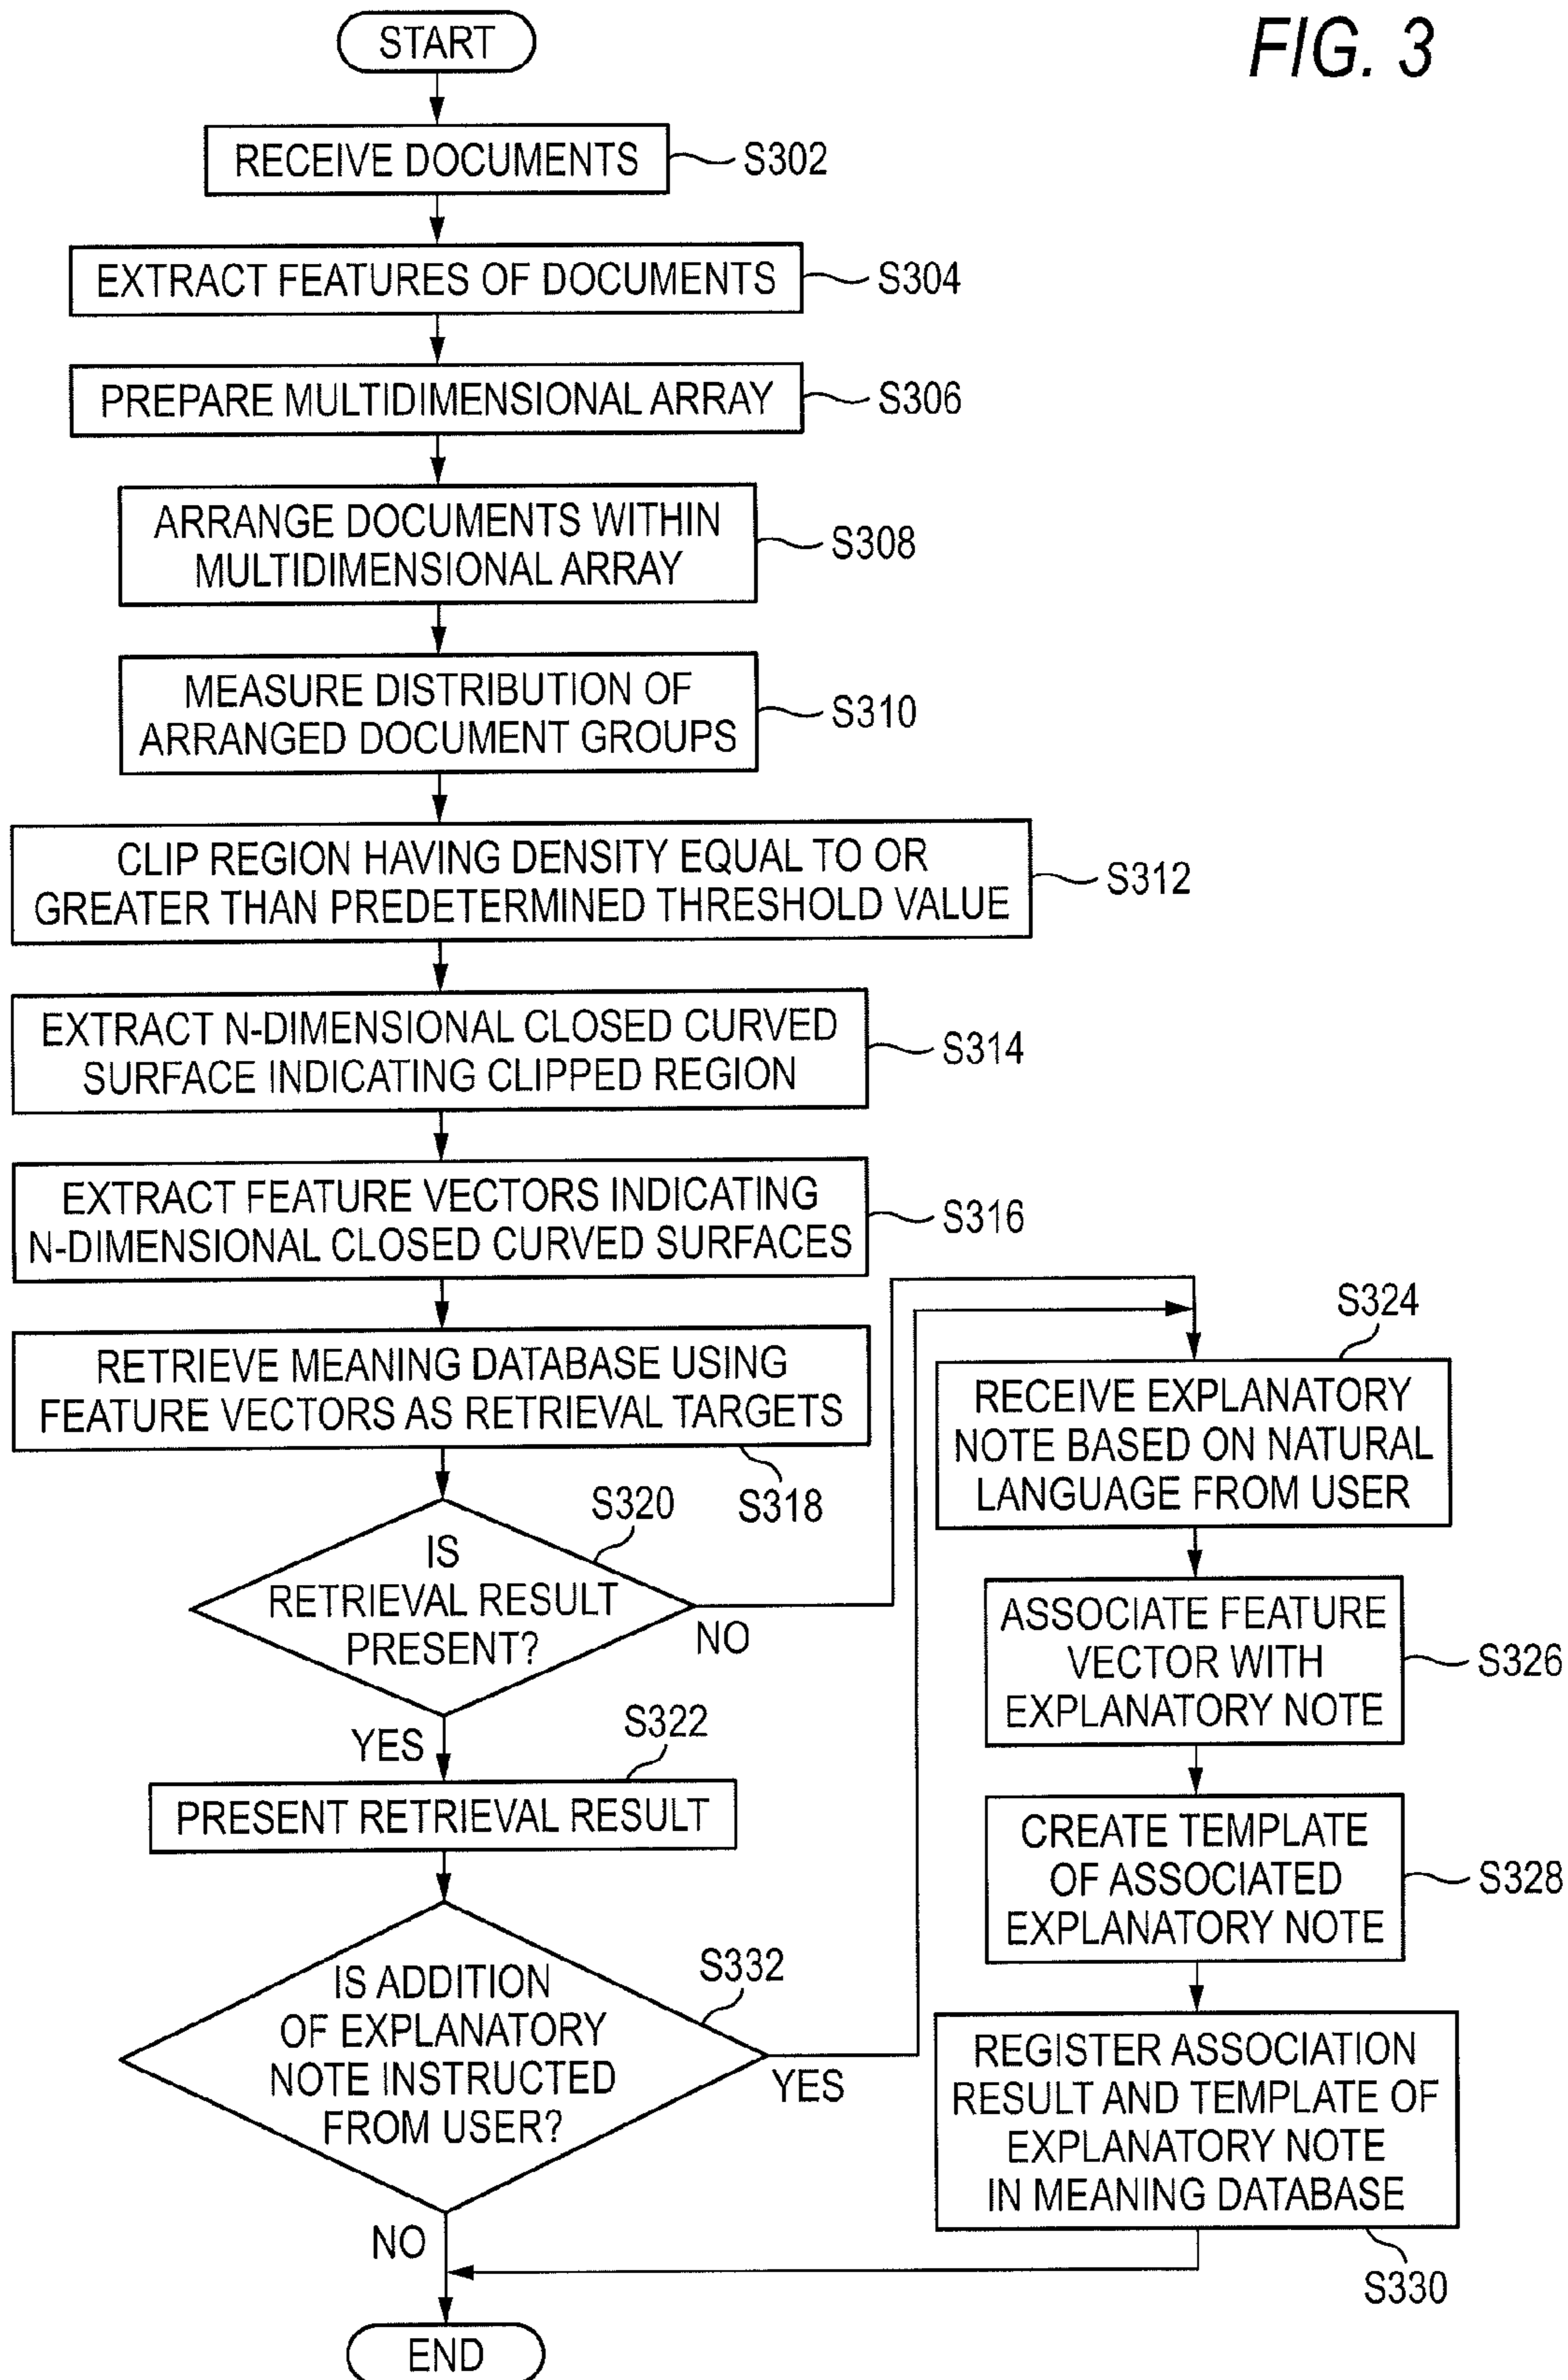 FIG. 3
START
RECEIVE DOCUMENTS
S302
EXTRACT FEATURES OF DOCUMENTS
S304
PREPARE MULTIDIMENSIONAL ARRAY
S306
ARRANGE DOCUMENTS WITHIN
MULTIDIMENSIONAL ARRAY
S308
MEASURE DISTRIBUTION OF
ARRANGED DOCUMENT GROUPS
S310
CLIP REGION HAVING DENSITY EQUAL TO OR
GREATER THAN PREDETERMINED THRESHOLD VALUE
S312
EXTRACT N-DIMENSIONAL CLOSED CURVED
SURFACE INDICATING CLIPPED REGION
S314
EXTRACT FEATURE VECTORS INDICATING
N-DIMENSIONAL CLOSED CURVED SURFACES
S316
RETRIEVE MEANING DATABASE USING
FEATURE VECTORS AS RETRIEVAL TARGETS
S318
IS
RETRIEVAL RESULT
PRESENT?
S320
NO
YES
PRESENT RETRIEVAL RESULT
S322
IS ADDITION
OF EXPLANATORY
NOTE INSTRUCTED
FROM USER?
S332
YES
NO
S324
RECEIVE EXPLANATORY
NOTE BASED ON NATURAL
LANGUAGE FROM USER
ASSOCIATE FEATURE
VECTOR WITH
EXPLANATORY NOTE
S326
CREATE TEMPLATE
OF ASSOCIATED
EXPLANATORY NOTE
S328
REGISTER ASSOCIATION
RESULT AND TEMPLATE OF
EXPLANATORY NOTE
IN MEANING DATABASE
S330
END